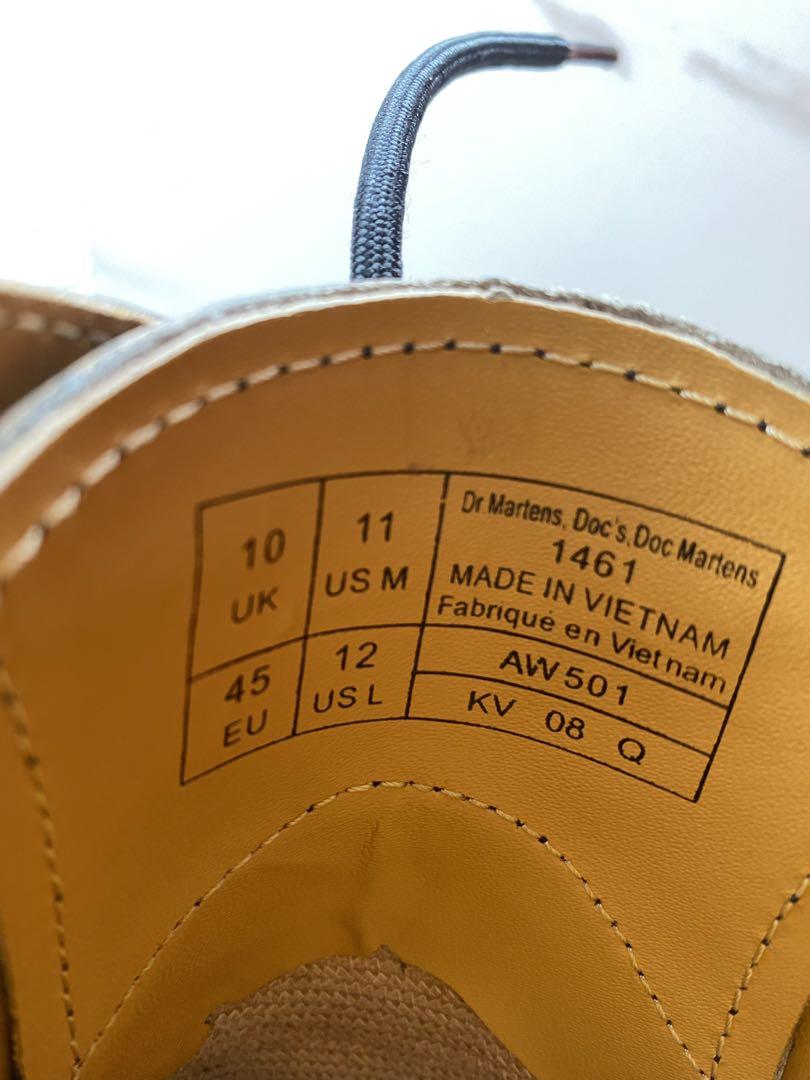 10
UK
11
US M
Dr.Martens, Doc's, Doc Martens
1461
MADE IN VIETNAM
Fabriqué en Vietnam
45
EU
12
US L
AW501
KV 08 Q